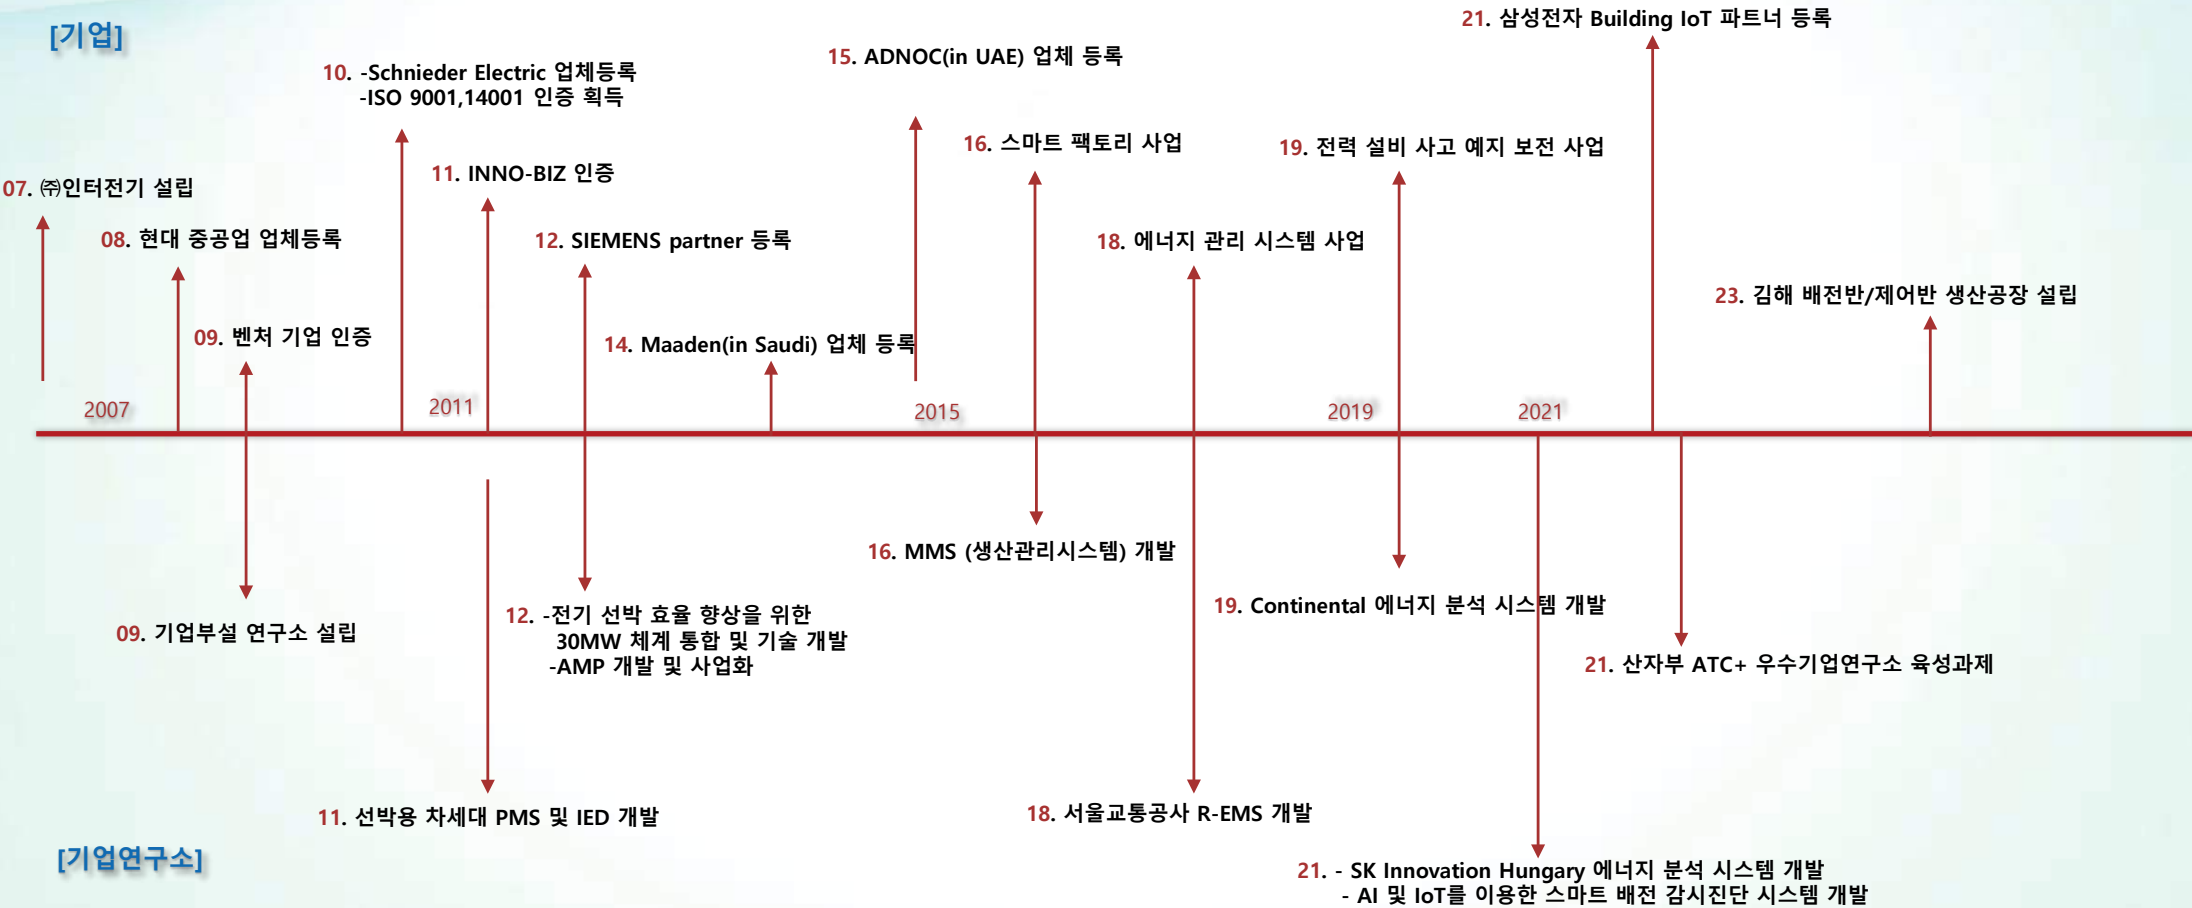 [기업]
21. 삼성전자 Building IoT 파트너 등록
15. ADNOC(in UAE) 업체 등록
10. -Schnieder Electric 업체등록
-ISO 9001,14001 인증 획득
16. 스마트 팩토리 사업
19. 전력 설비 사고 예지 보전 사업
11. INNO-BIZ 인증
07. ㈜인터전기 설립
08. 현대 중공업 업체등록
12. SIEMENS partner 등록
18. 에너지 관리 시스템 사업
23. 김해 배전반/제어반 생산공장 설립
09. 벤처 기업 인증
14. Maaden(in Saudi) 업체 등록
2007
2011
2015
2019
2021
16. MMS (생산관리시스템) 개발
09. 기업부설 연구소 설립
12. -전기 선박 효율 향상을 위한
30MW 체계 통합 및 기술 개발
-AMP 개발 및 사업화
19. Continental 에너지 분석 시스템 개발
21. 산자부 ATC+ 우수기업연구소 육성과제
11. 선박용 차세대 PMS 및 IED 개발
18. 서울교통공사 R-EMS 개발
[기업연구소]
21. - SK Innovation Hungary 에너지 분석 시스템 개발
- AI 및 IoT를 이용한 스마트 배전 감시진단 시스템 개발